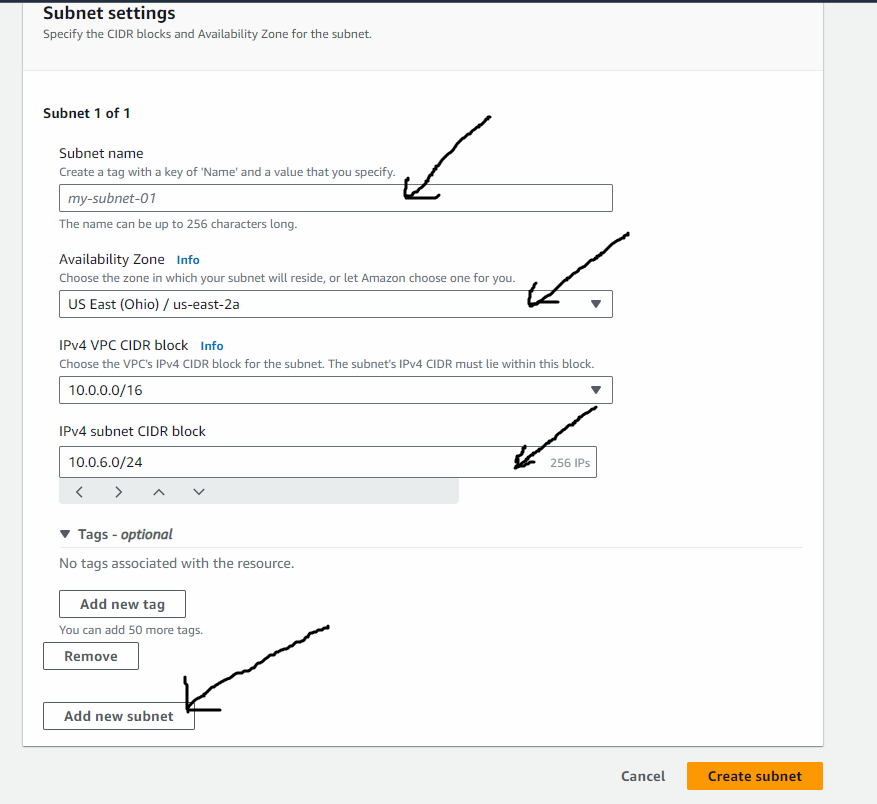 Subnet settings
Specify the CIDR blocks and Availability Zone for the subnet.
Subnet 1 of 1
Subnet name
Create a tag with a key of 'Name' and a value that you specify.
my-subnet-01
The name can be up to 256 characters long.
Availability Zone Info
Choose the zone in which your subnet will reside, or let Amazon choose one for you.
US East (Ohio) / us-east-2a
IPv4 VPC CIDR block Info
Choose the VPC's IPv4 CIDR block for the subnet. The subnet's IPv4 CIDR must lie within this block.
10.0.0.0/16
IPv4 subnet CIDR block
10.0.6.0/24 256 IPs
Tags - optional
No tags associated with the resource.
Add new tag
You can add 50 more tags.
Remove
Add new subnet
Cancel Create subnet